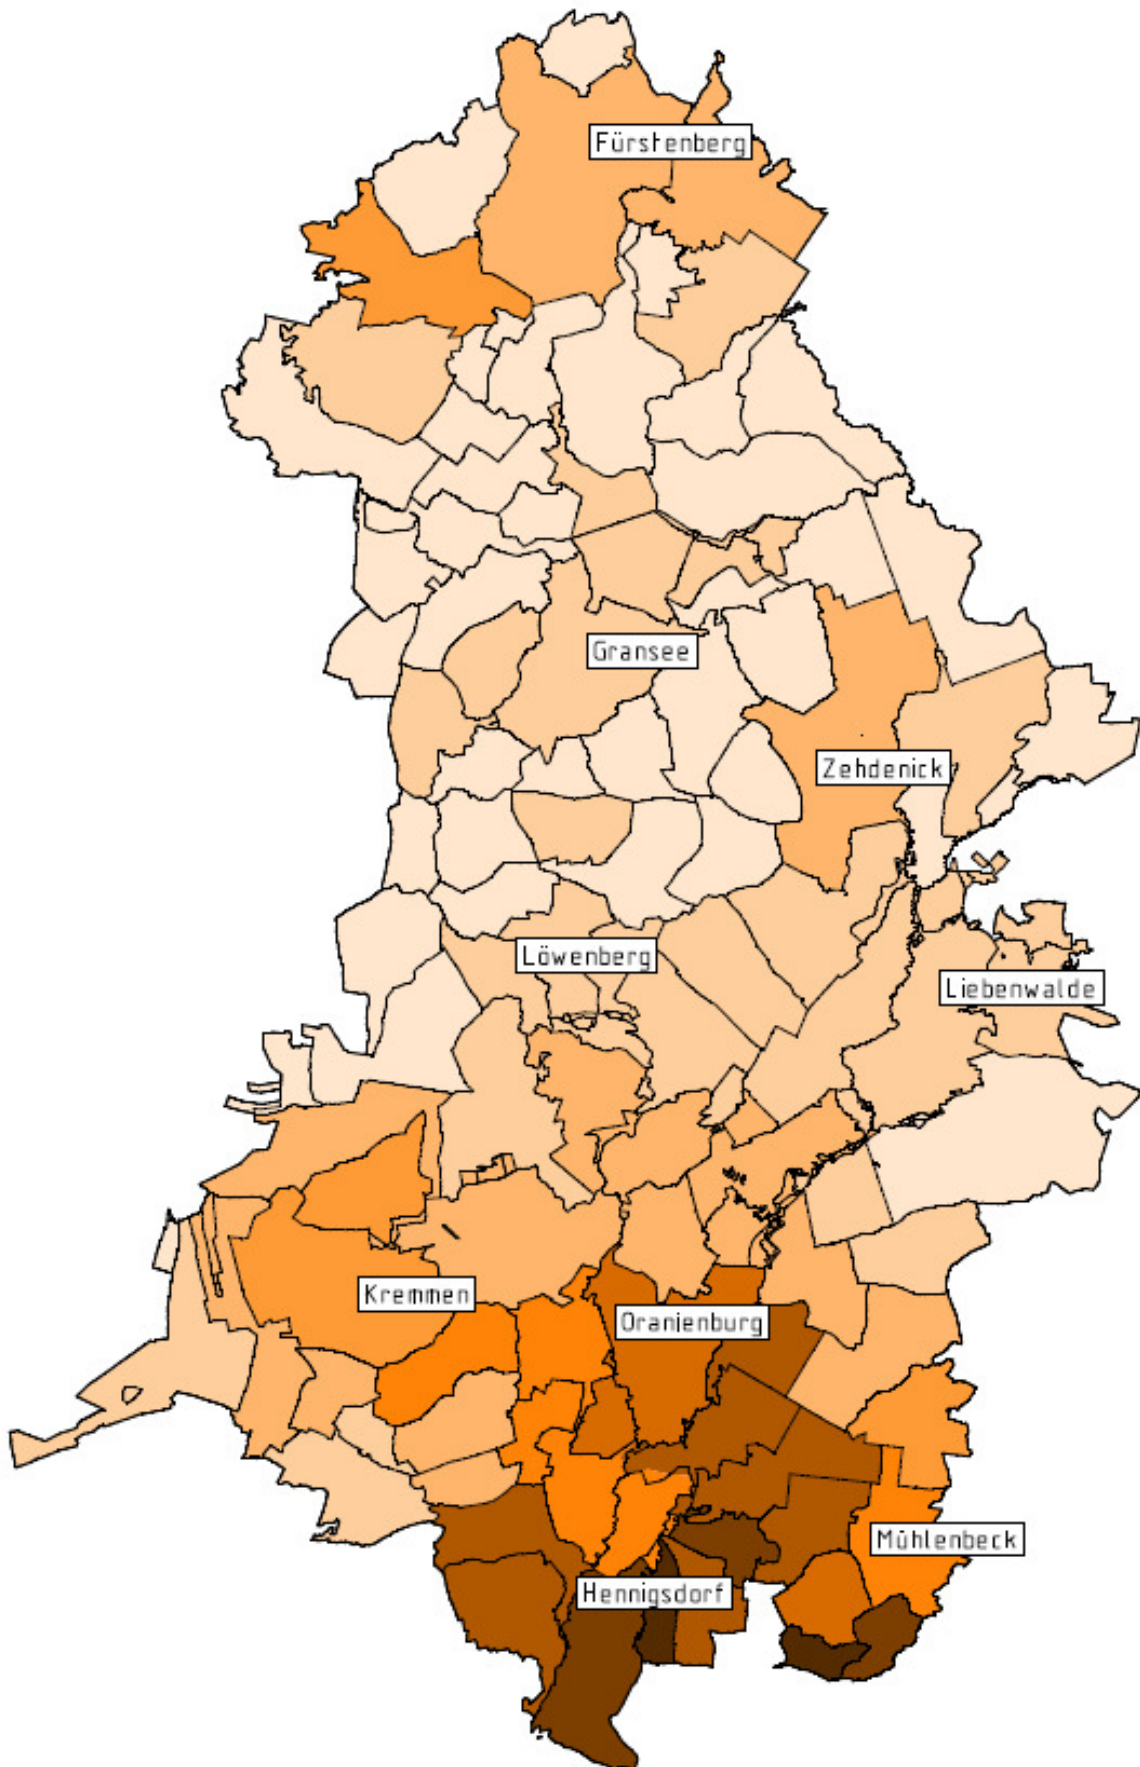 Fürstenberg
Gransee
Zehdenick
Löwenberg
Liebenwalde
Kremmen
Oranienburg
Mühlenbeck
Hennigsdorf